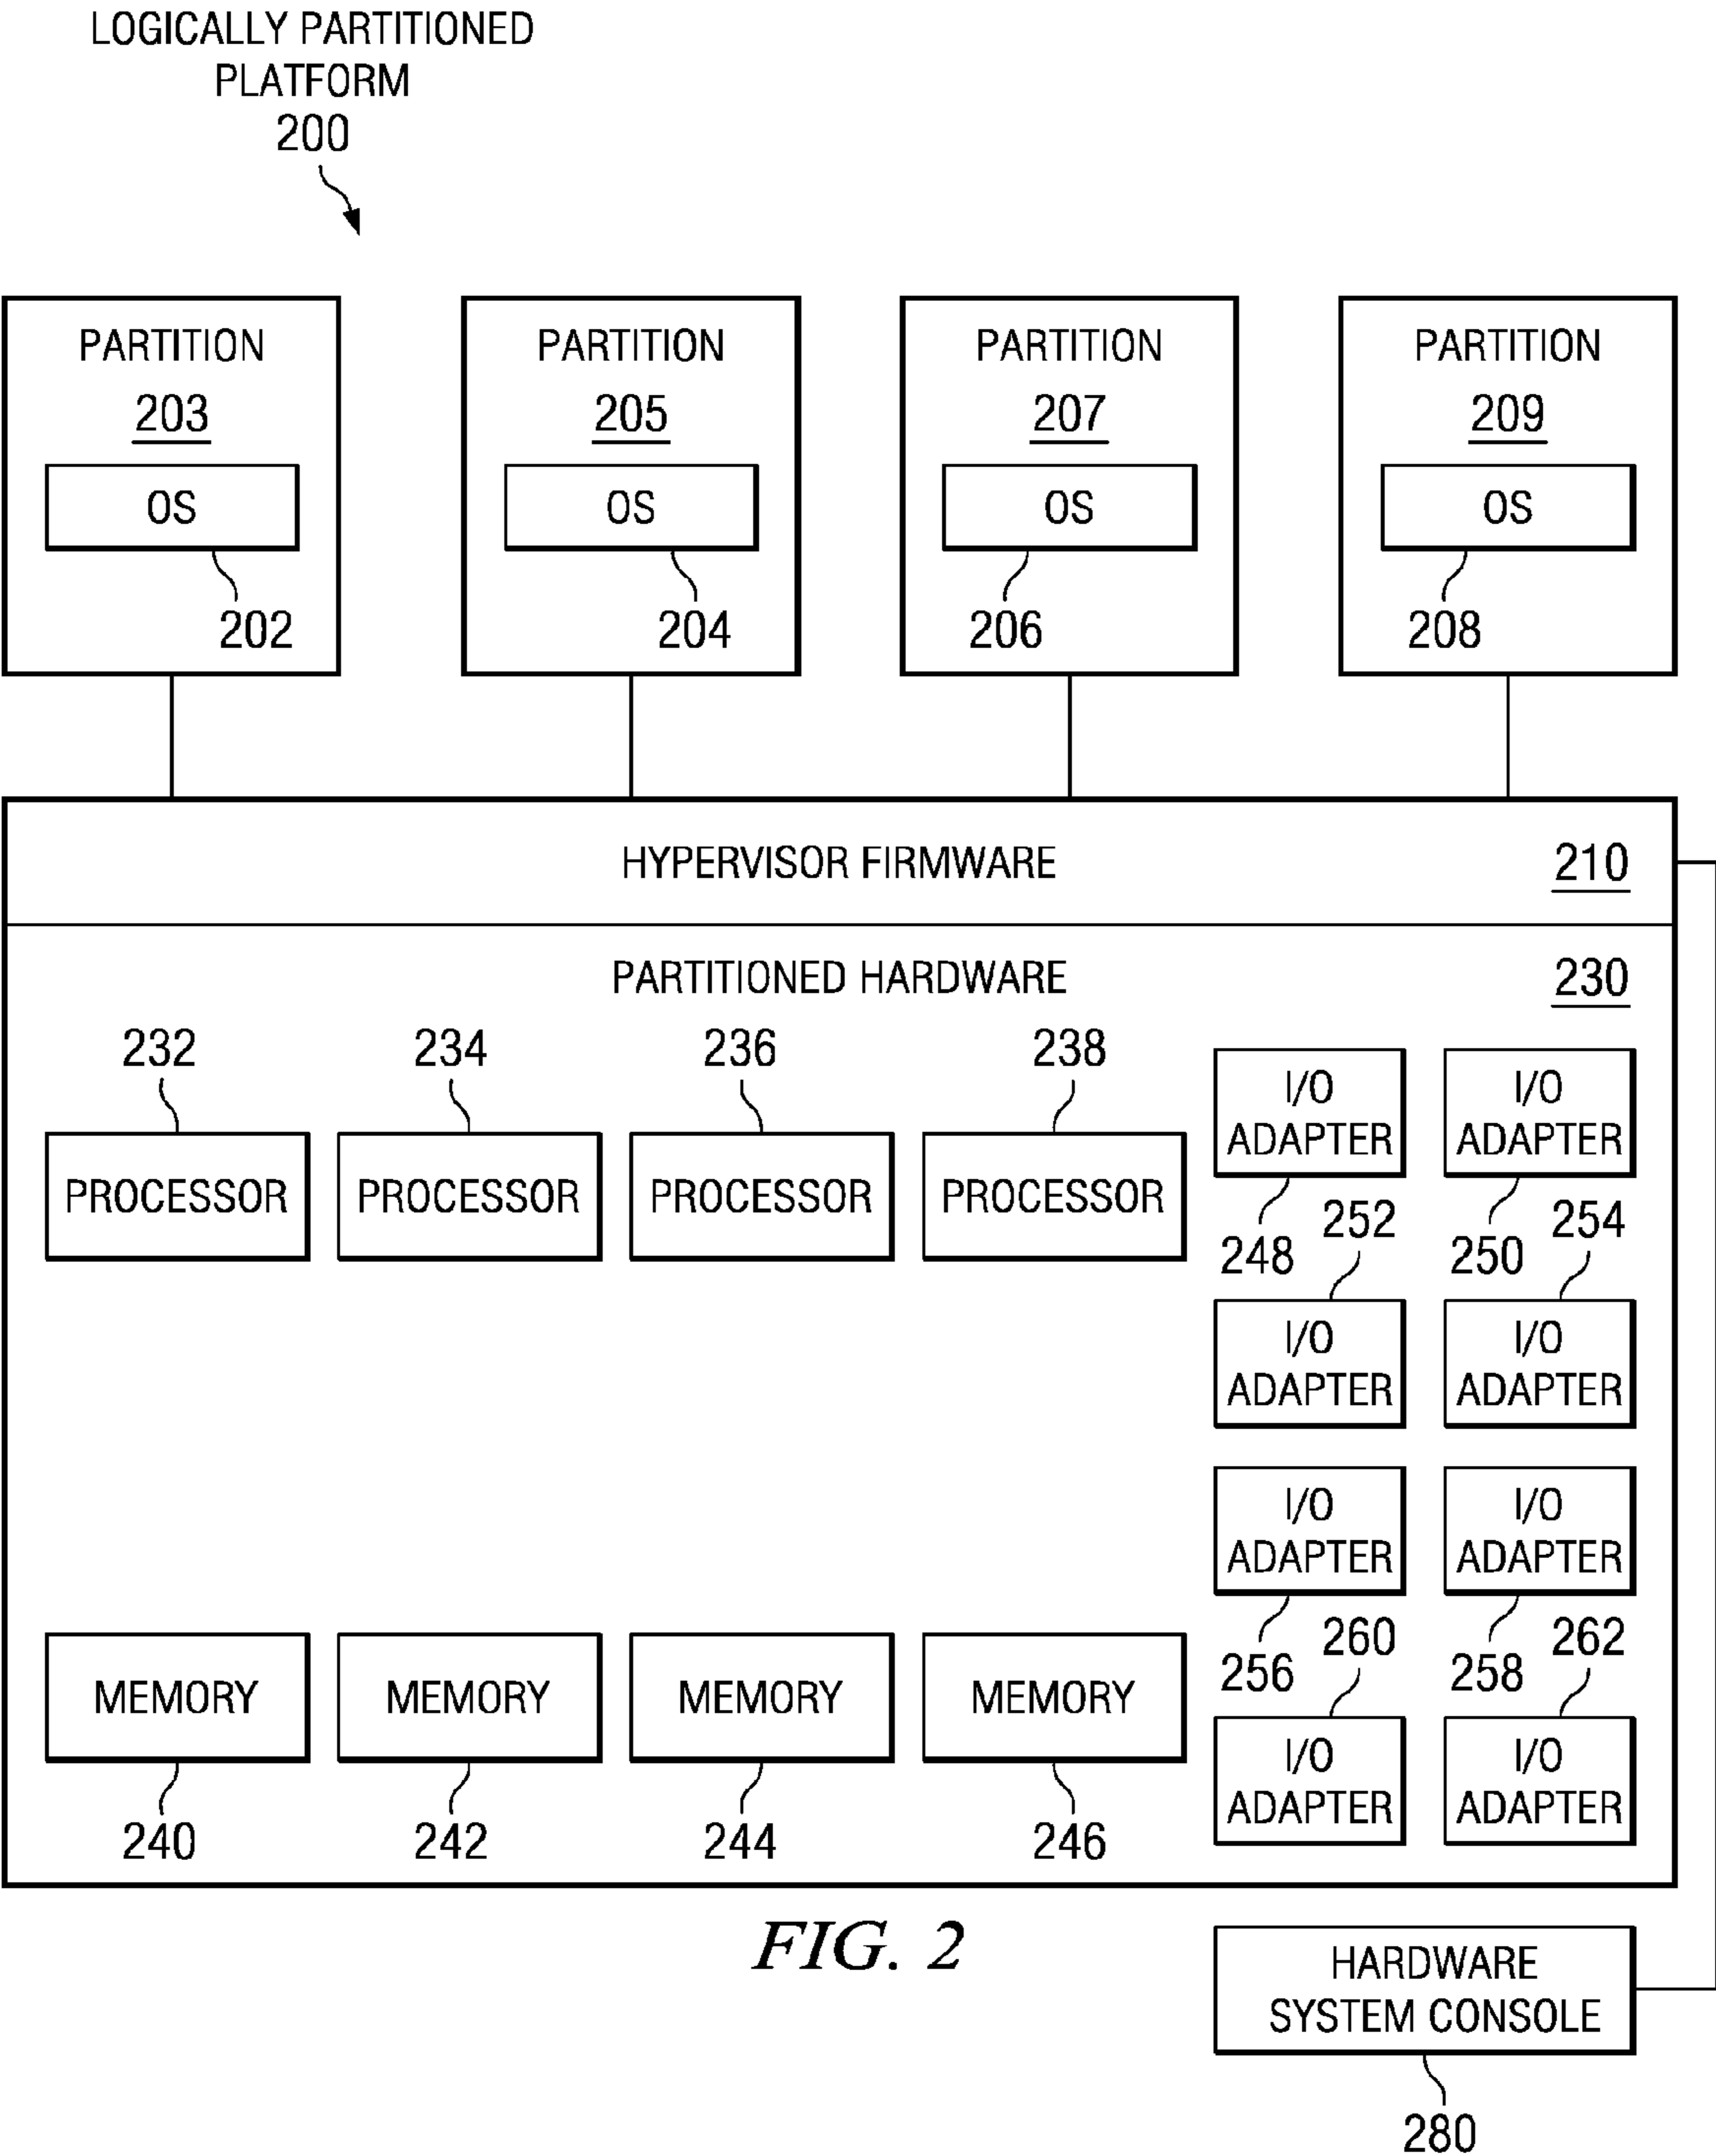 LOGICALLY PARTITIONED
PLATFORM
200
PARTITION
203
OS
202
PARTITION
205
OS
204
PARTITION
207
OS
206
PARTITION
209
OS
208
HYPERVISOR FIRMWARE
210
PARTITIONED HARDWARE
230
232
234
236
238
PROCESSOR
PROCESSOR
PROCESSOR
PROCESSOR
I/O
ADAPTER
I/O
ADAPTER
248
252
250
254
I/O
ADAPTER
I/O
ADAPTER
I/O
ADAPTER
I/O
ADAPTER
256
260
258
262
I/O
ADAPTER
I/O
ADAPTER
MEMORY
MEMORY
MEMORY
MEMORY
240
242
244
246
FIG. 2
HARDWARE
SYSTEM CONSOLE
280